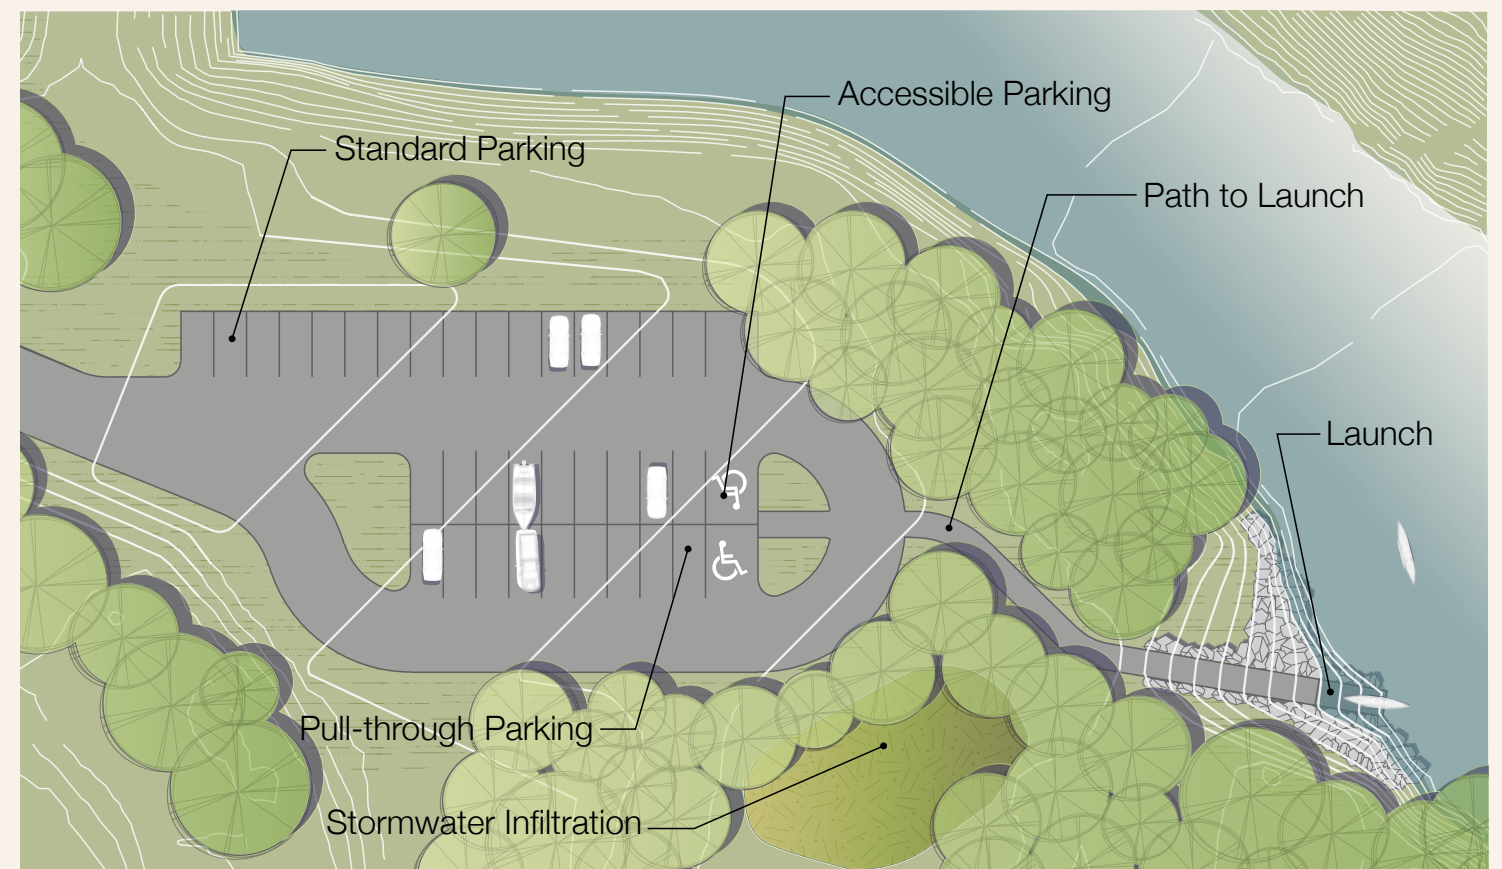 Accessible Parking
Standard Parking
Path to Launch
Launch
Pull-through Parking
Stormwater Infiltration